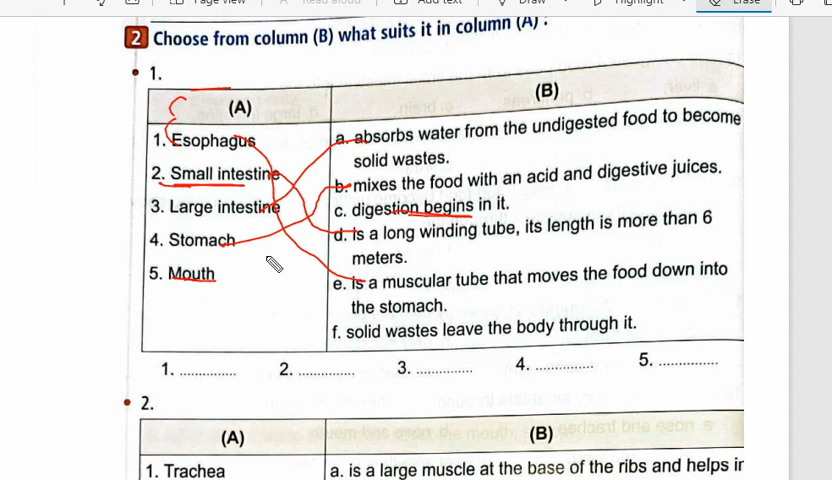 Page view
A
Read aloud
Add text
Draw
Highlight
Erase
2 Choose from column (B) what suits it in column (A) :
1.
(A)
(B)
1. Esophagus
2. Small intestine
3. Large intestine
4. Stomach
5. Mouth
a. absorbs water from the undigested food to become
solid wastes.
b. mixes the food with an acid and digestive juices.
c. digestion begins in it.
d. is a long winding tube, its length is more than 6
meters.
e. is a muscular tube that moves the food down into
the stomach.
f. solid wastes leave the body through it.
1. ............... 2. ............... 3. ............... 4. ............... 5. ...............
2.
(A)
(B)
1. Trachea
a. is a large muscle at the base of the ribs and helps in